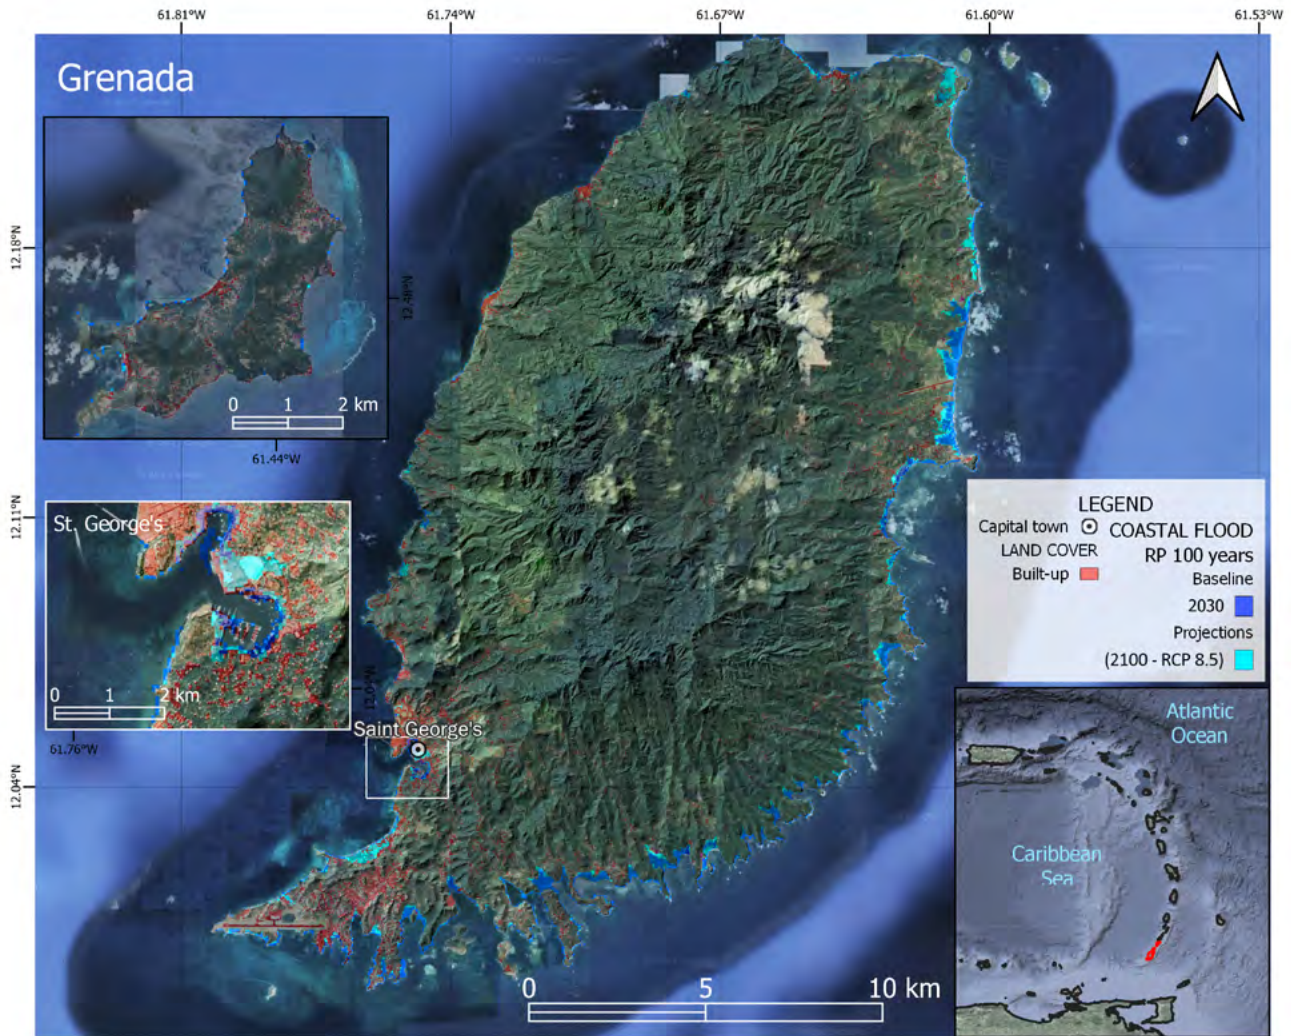 61.81°W
61.74°W
61.67°W
61.60°W
61.53°W
Grenada
12.18°N
12.48°N
0 1 2 km
61.44°W
St. George's
12.11°N
0 1 2 km
61.76°W
Saint George's
12.04°N
LEGEND
Capital town
COASTAL FLOOD
LAND COVER
RP 100 years
Built-up
Baseline
2030
Projections
(2100 - RCP 8.5)
Atlantic
Ocean
Caribbean
Sea
0 5 10 km